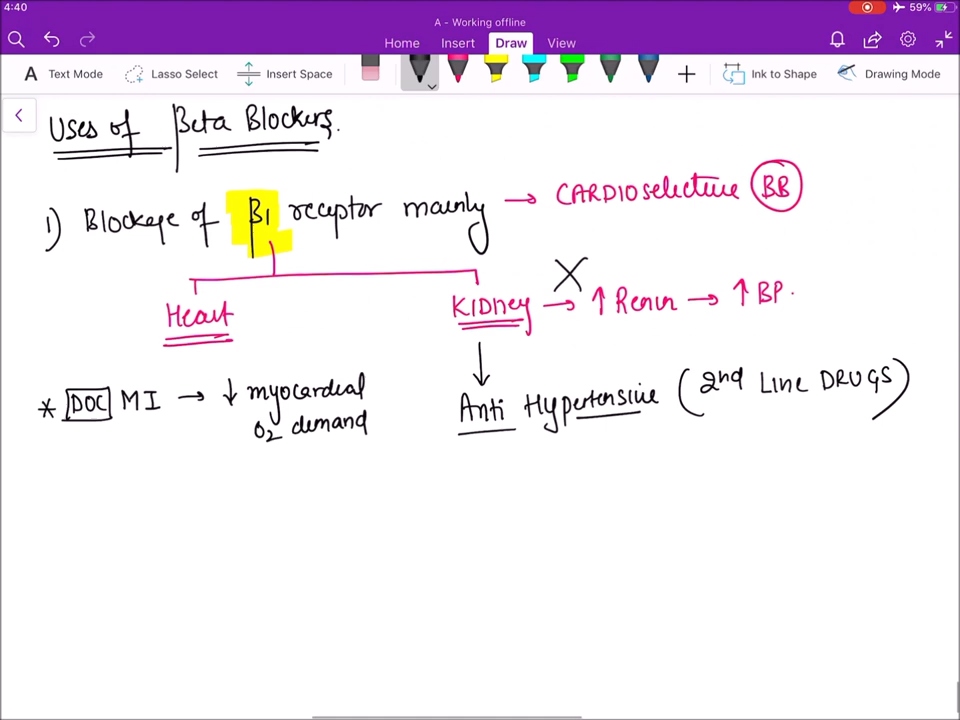 4:40
59%
A - Working offline
Home Insert Draw View
A Text Mode Lasso Select Insert Space Ink to Shape Drawing Mode
Uses of Beta Blockers.
1) Blockage of β1 receptor mainly → CARDIOselective BB
Heart
KIDney → ↑ Renin → ↑ BP.
* DOC MI → ↓ myocardial O2 demand
Anti Hypertensive (2nd Line DRUGS)